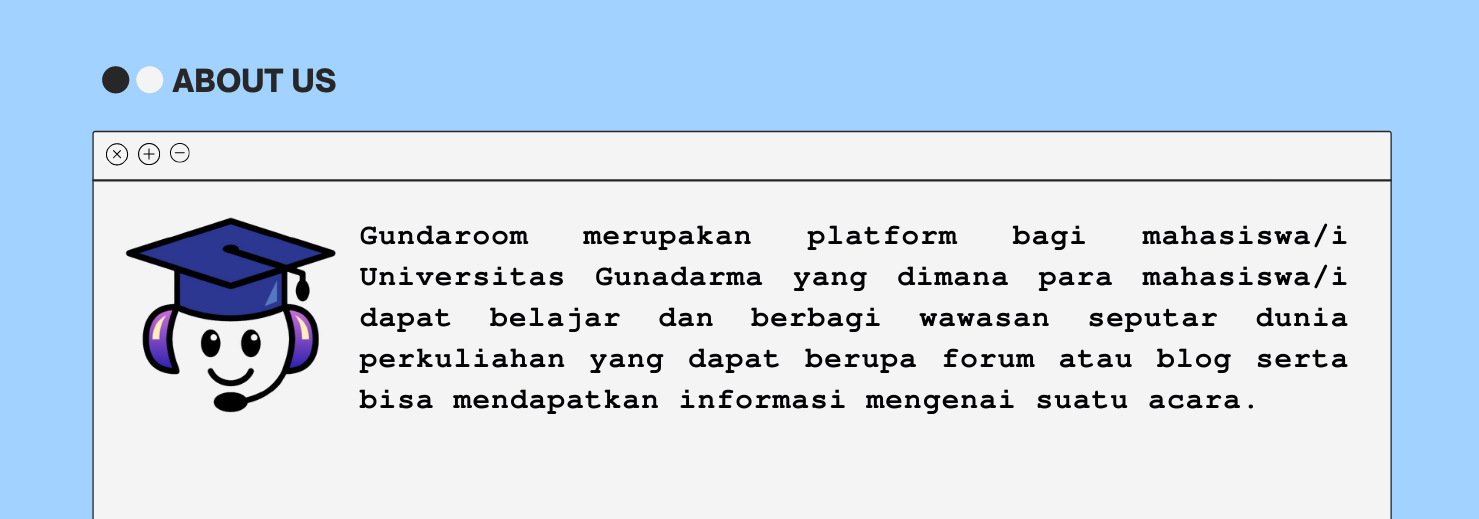 ABOUT US
Gundaroom merupakan platform bagi mahasiswa/i
Universitas Gunadarma yang dimana para mahasiswa/i
dapat belajar dan berbagi wawasan seputar dunia
perkuliahan yang dapat berupa forum atau blog serta
bisa mendapatkan informasi mengenai suatu acara.